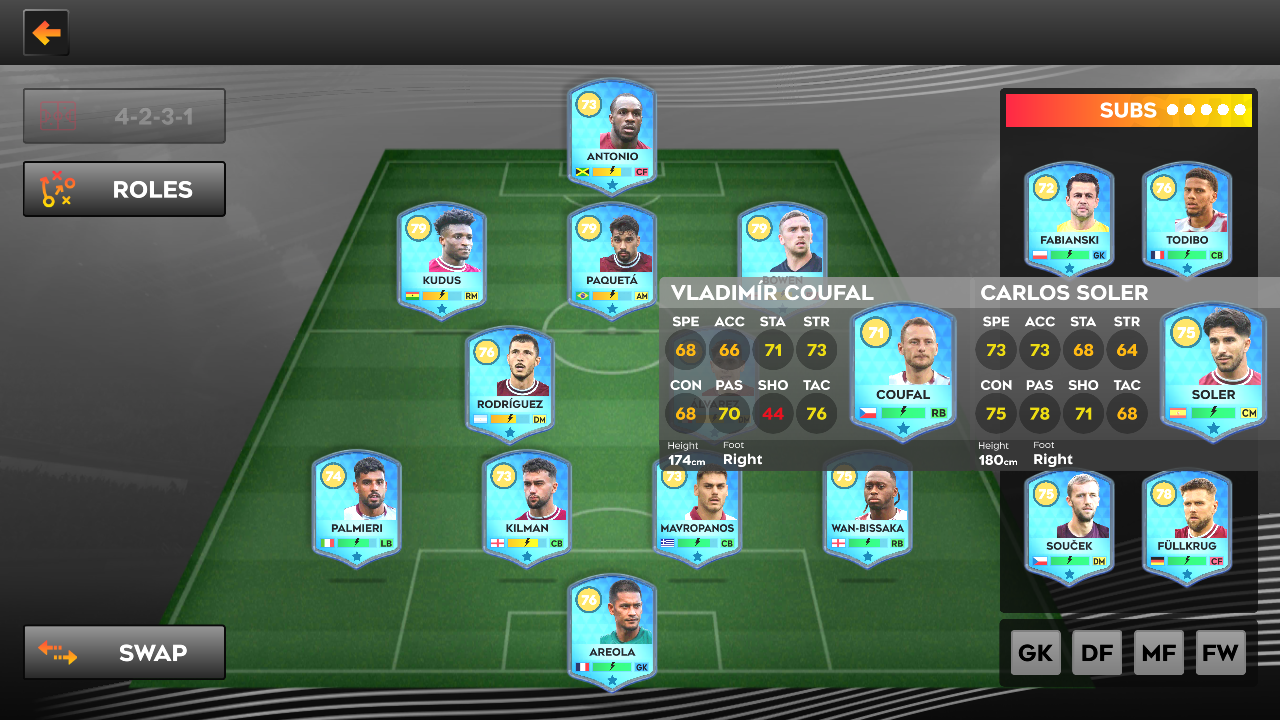 4-2-3-1
ROLES
SUBS
73
ANTONIO
CF
72
FABIANSKI
GK
76
TODIBO
CB
79
KUDUS
RM
79
PAQUETÁ
AM
79
BOWEN
VLADIMÍR COUFAL
SPE ACC STA STR
68 66 71 73
CON PAS SHO TAC
68 70 44 76
Height Foot
174cm Right
71
COUFAL
RB
CARLOS SOLER
SPE ACC STA STR
73 73 68 64
CON PAS SHO TAC
75 78 71 68
Height Foot
180cm Right
75
SOLER
CM
76
RODRÍGUEZ
DM
ÁLVAREZ
74
PALMIERI
LB
73
KILMAN
CB
73
MAVROPANOS
CB
75
WAN-BISSAKA
RB
75
SOUČEK
DM
78
FÜLLKRUG
CF
76
AREOLA
GK
SWAP
GK DF MF FW